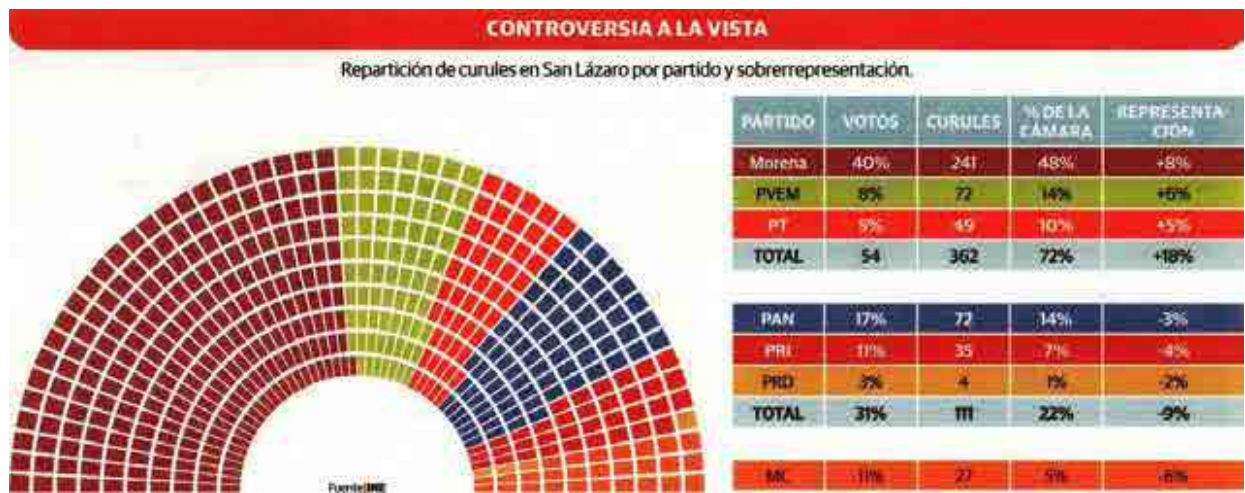 CONTROVERSIA A LA VISTA
Repartición de curules en San Lázaro por partido y sobrerrepresentación.
PARTIDO VOTOS CURULES % DE LA CÁMARA REPRESENTA-CIÓN
Morena 40% 241 48% +8%
PVEM 8% 72 14% +6%
PT 5% 49 10% +5%
TOTAL 54 362 72% +18%
PAN 17% 72 14% -3%
PRI 11% 35 7% -4%
PRD 3% 4 1% -2%
TOTAL 31% 111 22% -9%
MC 11% 27 5% -6%
Fuente|INE